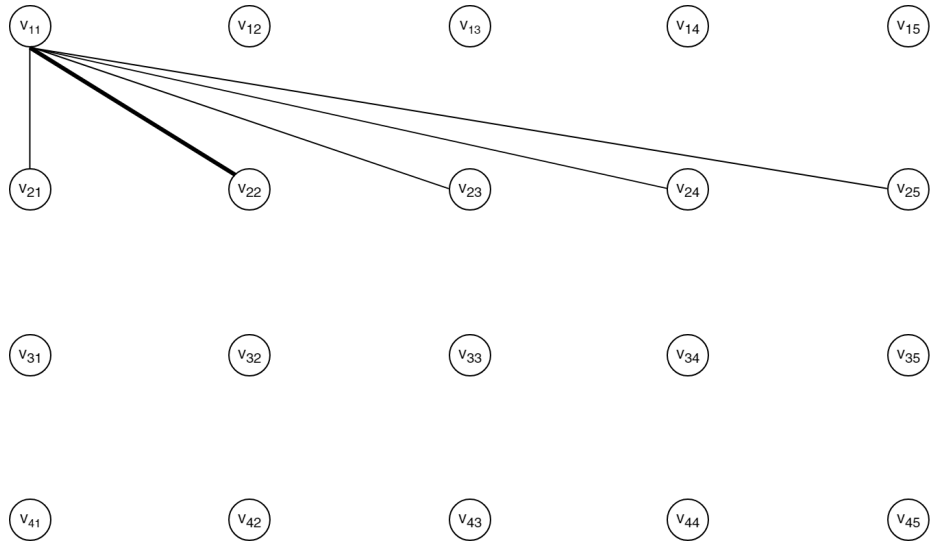 v₁₁ v₁₂ v₁₃ v₁₄ v₁₅
v₂₁ v₂₂ v₂₃ v₂₄ v₂₅
v₃₁ v₃₂ v₃₃ v₃₄ v₃₅
v₄₁ v₄₂ v₄₃ v₄₄ v₄₅